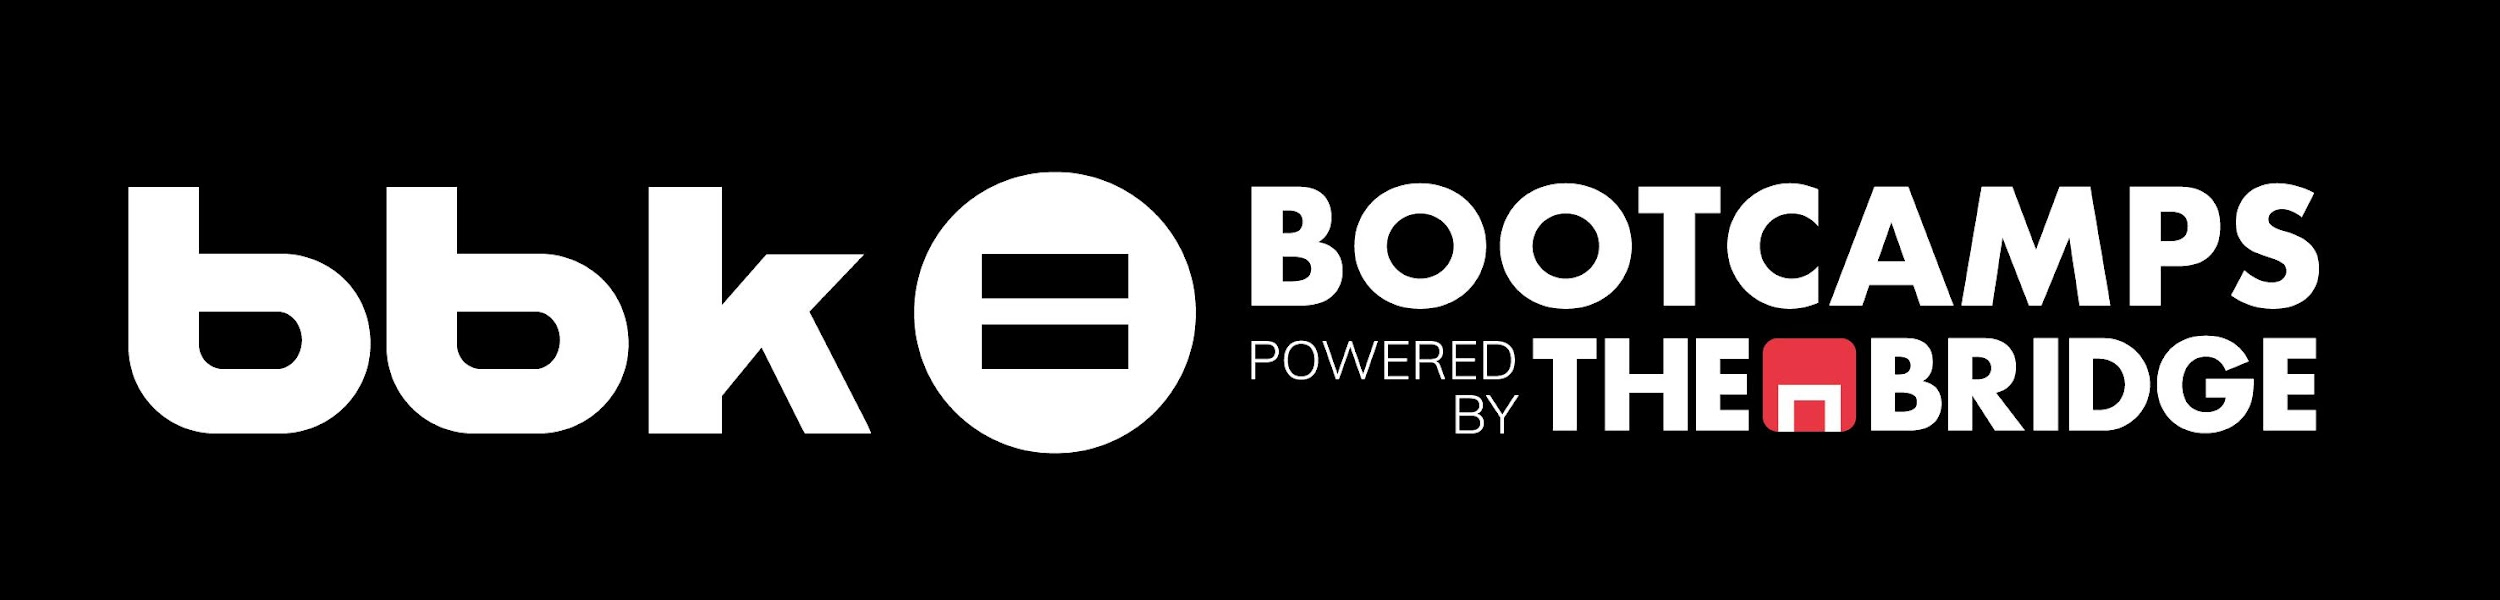 bbk
BOOTCAMPS
POWERED
BY
THE BRIDGE